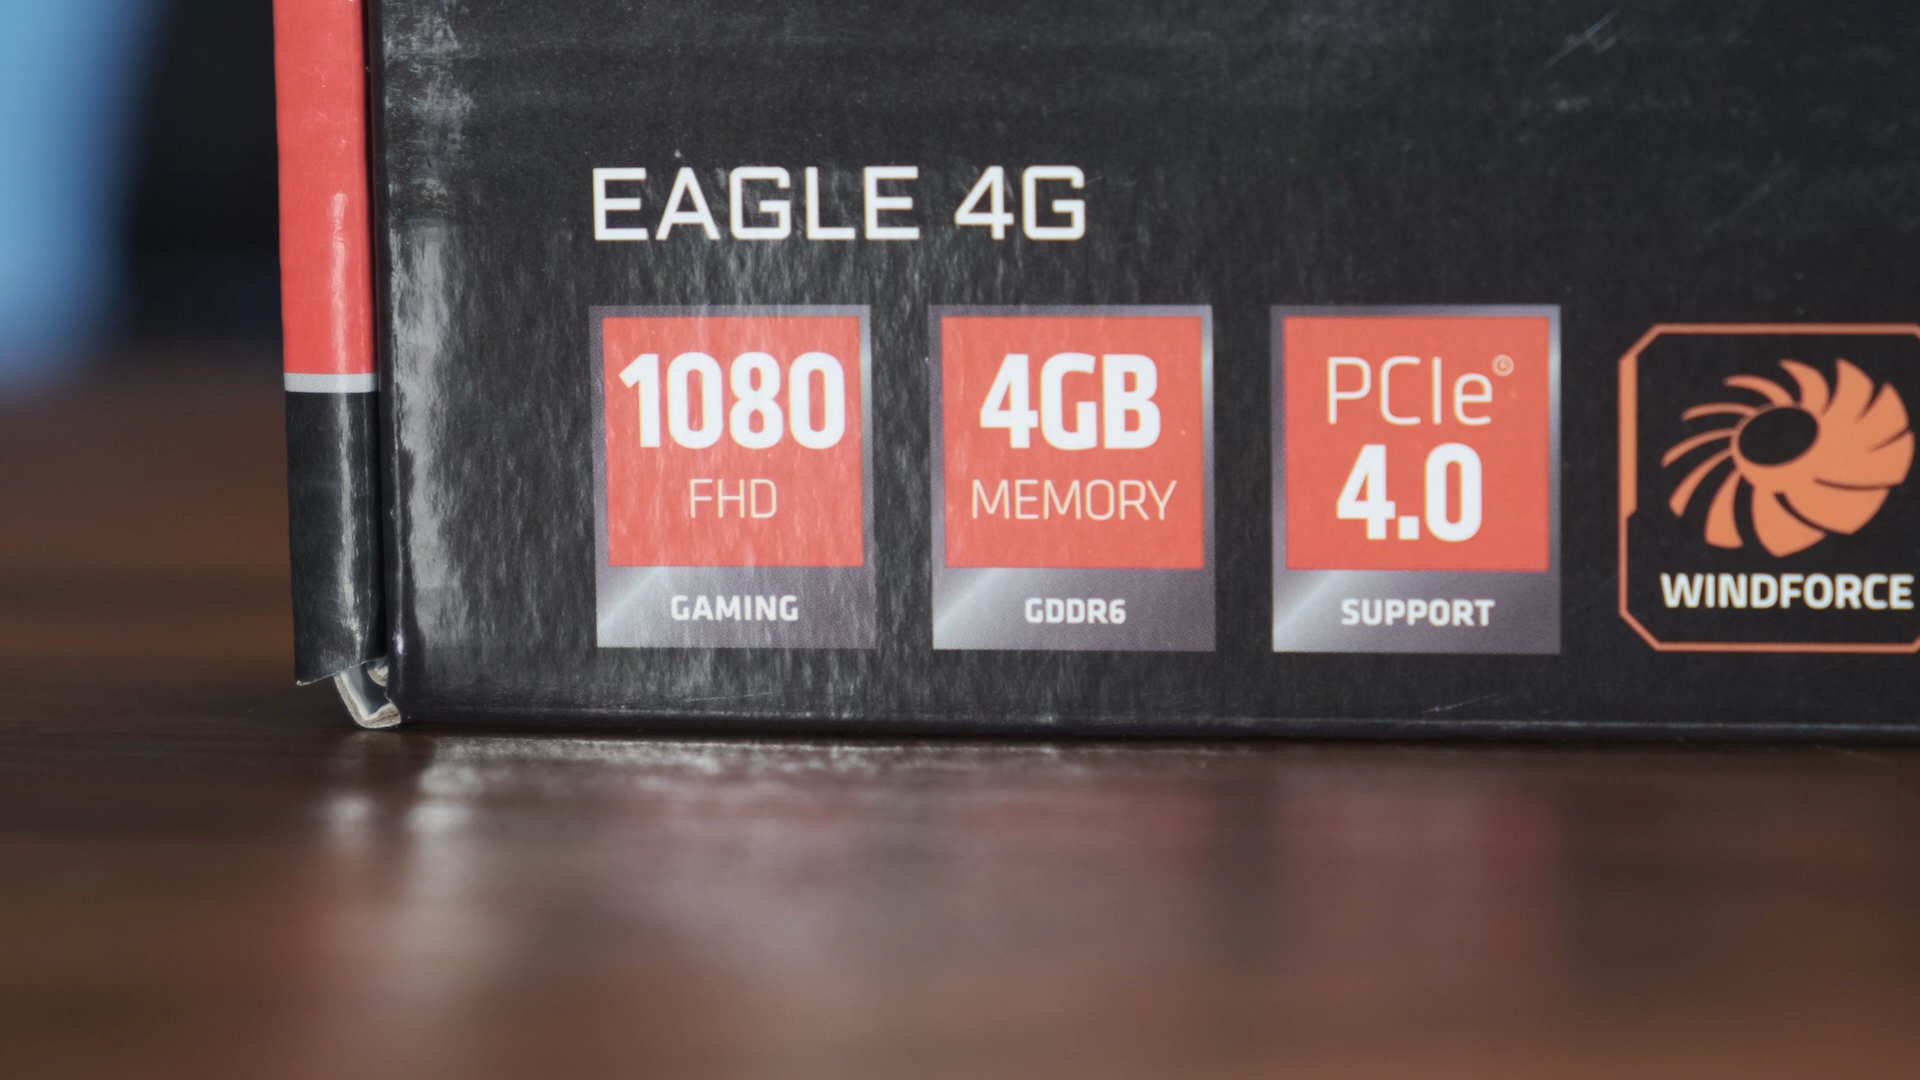 EAGLE 4G
1080
FHD
GAMING
4GB
MEMORY
GDDR6
PCIe®
4.0
SUPPORT
WINDFORCE